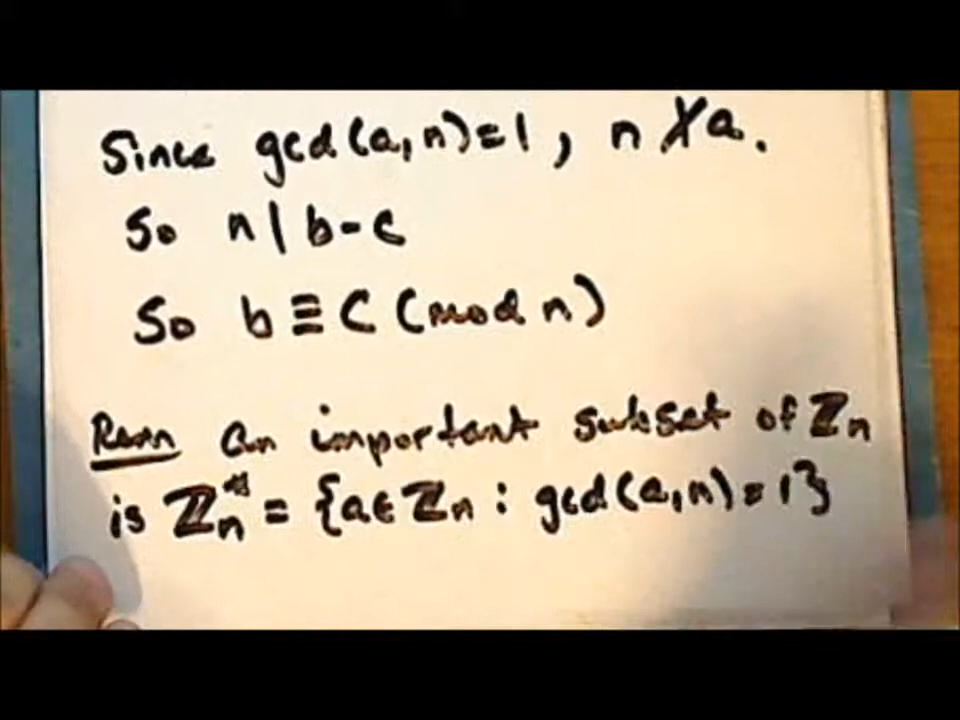 Since gcd(a,n)=1, n∤a.
So n|b-c
So b≡c (mod n)
Rem an important subset of ℤn
is ℤn* = {a∈ℤn : gcd(a,n)=1}